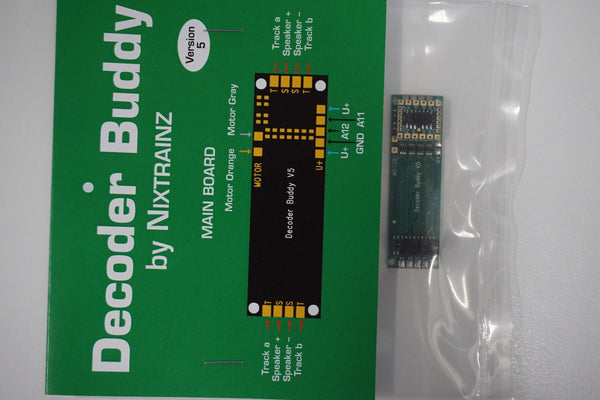 Decoder Buddy
by NIXTRAINZ
Version
5
MAIN BOARD
Motor Gray
Motor Orange
Track a
Speaker +
Speaker –
Track b
T
S
S
T
U+
A11
A12
GND
U+
MOTOR
U+
Decoder Buddy V5
T
S
S
T
Track a
Speaker +
Speaker –
Track b
Decoder Buddy V5
MOTOR
U+